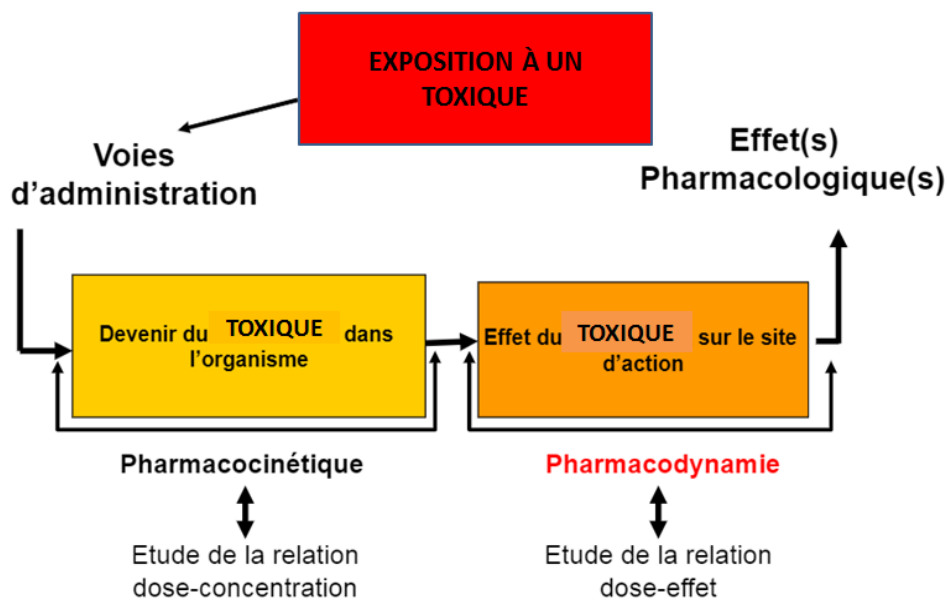 EXPOSITION À UN
TOXIQUE
Voies
d'administration
Effet(s)
Pharmacologique(s)
Devenir du TOXIQUE dans
l'organisme
Effet du TOXIQUE sur le site
d'action
Pharmacocinétique
Pharmacodynamie
Etude de la relation
dose-concentration
Etude de la relation
dose-effet